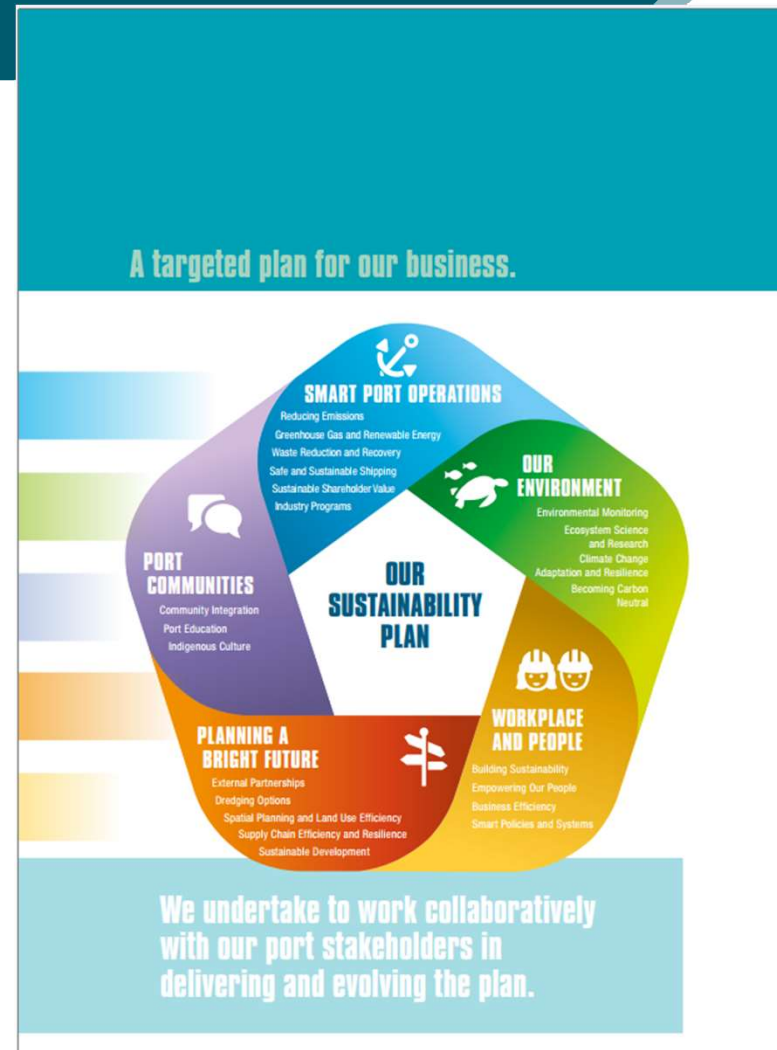 A targeted plan for our business.
SMART PORT OPERATIONS
Reducing Emissions
Greenhouse Gas and Renewable Energy
Waste Reduction and Recovery
Safe and Sustainable Shipping
Sustainable Shareholder Value
Industry Programs
OUR
ENVIRONMENT
Environmental Monitoring
Ecosystem Science
and Research
Climate Change
Adaptation and Resilience
Becoming Carbon
Neutral
PORT
COMMUNITIES
Community Integration
Port Education
Indigenous Culture
OUR
SUSTAINABILITY
PLAN
WORKPLACE
AND PEOPLE
Building Sustainability
Empowering Our People
Business Efficiency
Smart Policies and Systems
PLANNING A
BRIGHT FUTURE
External Partnerships
Dredging Options
Spatial Planning and Land Use Efficiency
Supply Chain Efficiency and Resilience
Sustainable Development
We undertake to work collaboratively
with our port stakeholders in
delivering and evolving the plan.